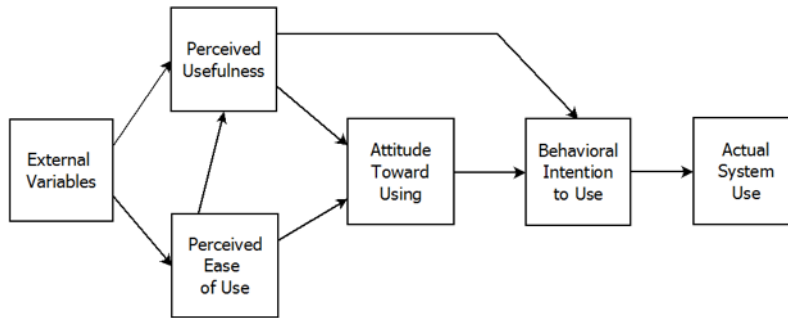 Perceived
Usefulness
External
Variables
Perceived
Ease
of Use
Attitude
Toward
Using
Behavioral
Intention
to Use
Actual
System
Use